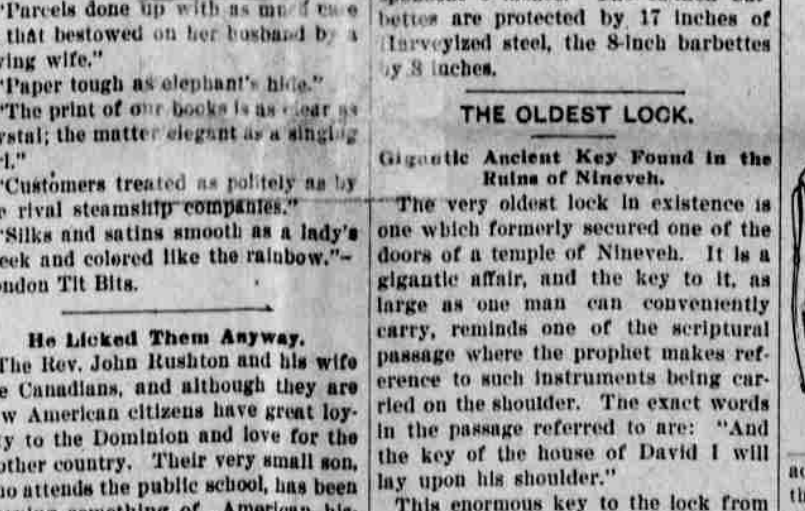 "Parcels done up with as much care
that bestowed on her husband by a
ving wife."
"Paper tough as elephant's hide."
"The print of our books is as clear as
ystal; the matter elegant as a singing
rl."
"Customers treated as politely as by
e rival steamship companies."
"Silks and satins smooth as a lady's
eek and colored like the rainbow."—
ondon Tit Bits.
He Licked Them Anyway.
The Rev. John Rushton and his wife
e Canadians, and although they are
w American citizens have great loy-
ty to the Dominion and love for the
other country. Their very small son,
ho attends the public school, has been
something of American his-
bettes are protected by 17 inches of
Harveyized steel, the 8-inch barbettes
by 8 inches.
THE OLDEST LOCK.
Gigantic Ancient Key Found in the
Ruins of Nineveh.
The very oldest lock in existence is
one which formerly secured one of the
doors of a temple of Nineveh. It is a
gigantic affair, and the key to it, as
large as one man can conveniently
carry, reminds one of the scriptural
passage where the prophet makes ref-
erence to such instruments being car-
ried on the shoulder. The exact words
in the passage referred to are: "And
the key of the house of David I will
lay upon his shoulder."
This enormous key to the lock from
th